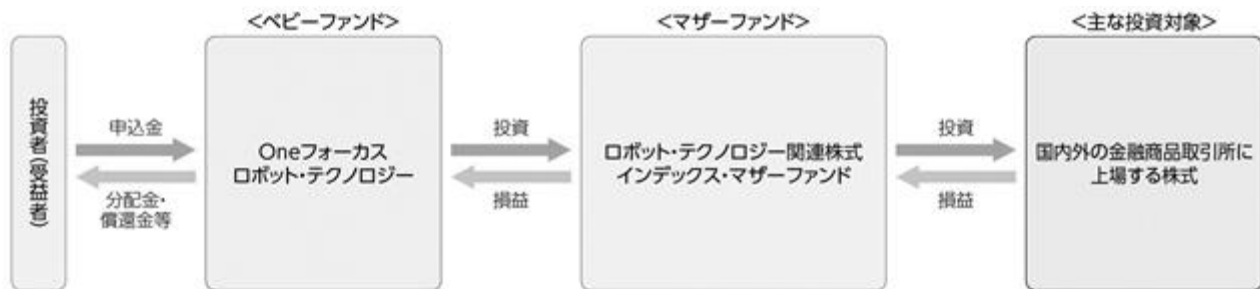 <ベビーファンド>
<マザーファンド>
<主な投資対象>
投資者(受益者)
申込金
分配金・
償還金等
Oneフォーカス
ロボット・テクノロジー
投資
損益
ロボット・テクノロジー関連株式
インデックス・マザーファンド
投資
損益
国内外の金融商品取引所に
上場する株式